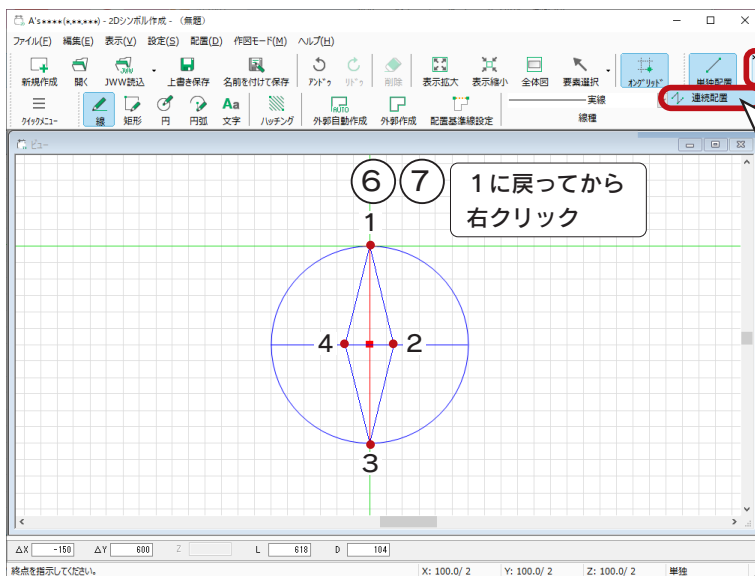 A's****(*,**,***) - 2Dシンボル作成 - （無題）
ファイル(F) 編集(E) 表示(V) 設定(S) 配置(D) 作図モード(M) ヘルプ(H)
新規作成 開く JWW読込 上書き保存 名前を付けて保存 ｱﾝﾄﾞｩ ﾘﾄﾞｩ 削除 表示拡大 表示縮小 全体図 要素選択 ｵﾝｸﾞﾘｯﾄﾞ 単独配置
連続配置
ｸｲｯｸﾒﾆｭｰ 線 矩形 円 円弧 文字 ハッチング 外郭自動作成 外郭作成 配置基準線設定 実線
線種
ビュー
⑥⑦ 1に戻ってから
右クリック
1
4 2
3
ΔX -150 ΔY 600 Z L 618 D 104
終点を指示してください。 X: 100.0/ 2 Y: 100.0/ 2 Z: 100.0/ 2 単独